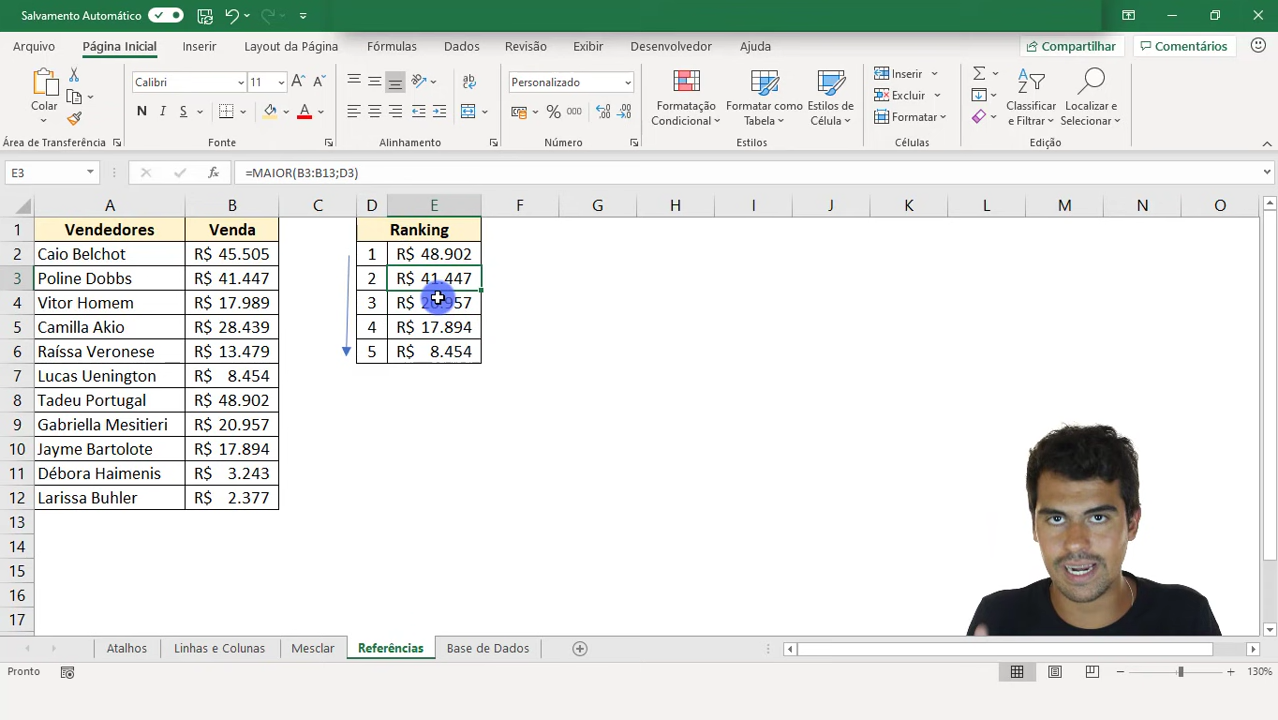 Salvamento Automático
Arquivo Página Inicial Inserir Layout da Página Fórmulas Dados Revisão Exibir Desenvolvedor Ajuda Compartilhar Comentários
Colar
Calibri 11
N I S
Personalizado
% 000
Formatação Condicional
Formatar como Tabela
Estilos de Célula
Inserir
Excluir
Formatar
Classificar e Filtrar
Localizar e Selecionar
Área de Transferência Fonte Alinhamento Número Estilos Células Edição
E3 fx =MAIOR(B3:B13;D3)
A B C D E F G H I J K L M N O
1 Vendedores Venda Ranking
2 Caio Belchot R$ 45.505 1 R$ 48.902
3 Poline Dobbs R$ 41.447 2 R$ 41.447
4 Vitor Homem R$ 17.989 3 R$ 20.957
5 Camilla Akio R$ 28.439 4 R$ 17.894
6 Raíssa Veronese R$ 13.479 5 R$ 8.454
7 Lucas Uenington R$ 8.454
8 Tadeu Portugal R$ 48.902
9 Gabriella Mesitieri R$ 20.957
10 Jayme Bartolote R$ 17.894
11 Débora Haimenis R$ 3.243
12 Larissa Buhler R$ 2.377
13
14
15
16
17
Atalhos Linhas e Colunas Mesclar Referências Base de Dados
Pronto 130%